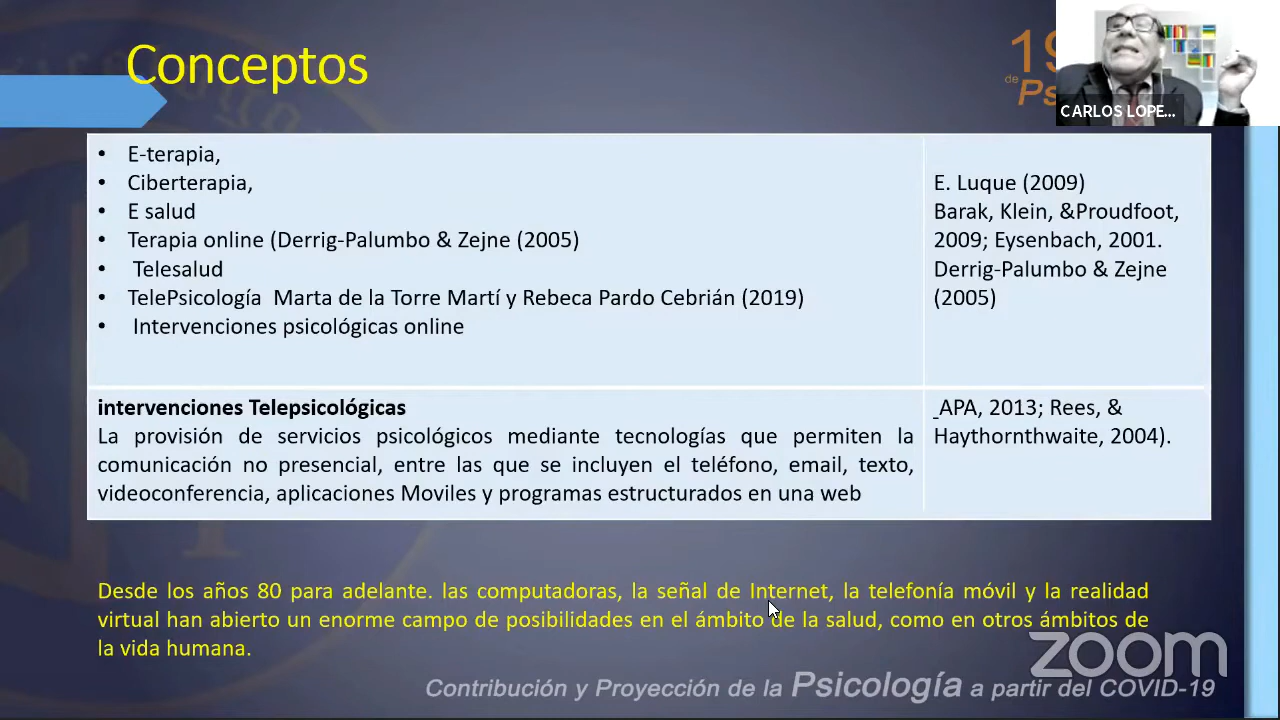 Conceptos
19
de
Ps
CARLOS LOPE...
• E-terapia,
• Ciberterapia,
• E salud
• Terapia online (Derrig-Palumbo & Zejne (2005)
• Telesalud
• TelePsicología Marta de la Torre Martí y Rebeca Pardo Cebrián (2019)
• Intervenciones psicológicas online
E. Luque (2009)
Barak, Klein, &Proudfoot,
2009; Eysenbach, 2001.
Derrig-Palumbo & Zejne
(2005)
intervenciones Telepsicológicas
La provisión de servicios psicológicos mediante tecnologías que permiten la
comunicación no presencial, entre las que se incluyen el teléfono, email, texto,
videoconferencia, aplicaciones Moviles y programas estructurados en una web
_APA, 2013; Rees, &
Haythornthwaite, 2004).
Desde los años 80 para adelante. las computadoras, la señal de Internet, la telefonía móvil y la realidad
virtual han abierto un enorme campo de posibilidades en el ámbito de la salud, como en otros ámbitos de
la vida humana.
zoom
Contribución y Proyección de la Psicología a partir del COVID-19